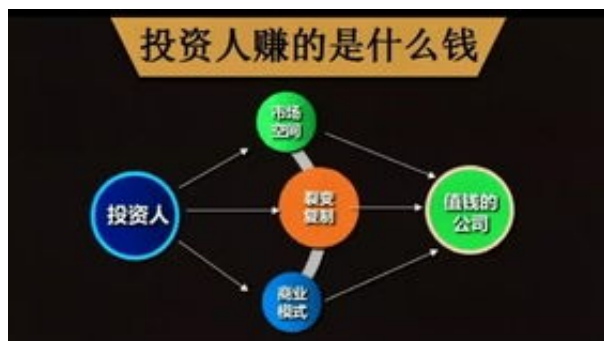 投资人赚的是什么钱
市场
空间
投资人
裂变
复制
值钱的
公司
商业
模式